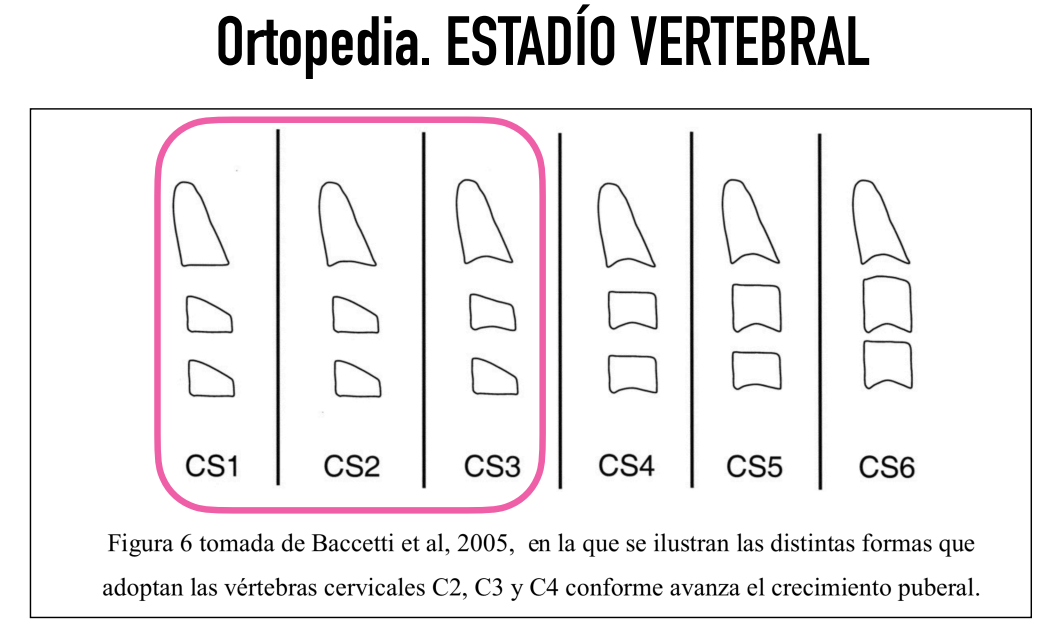 Ortopedia. ESTADÍO VERTEBRAL
CS1 CS2 CS3 CS4 CS5 CS6
Figura 6 tomada de Baccetti et al, 2005, en la que se ilustran las distintas formas que
adoptan las vértebras cervicales C2, C3 y C4 conforme avanza el crecimiento puberal.